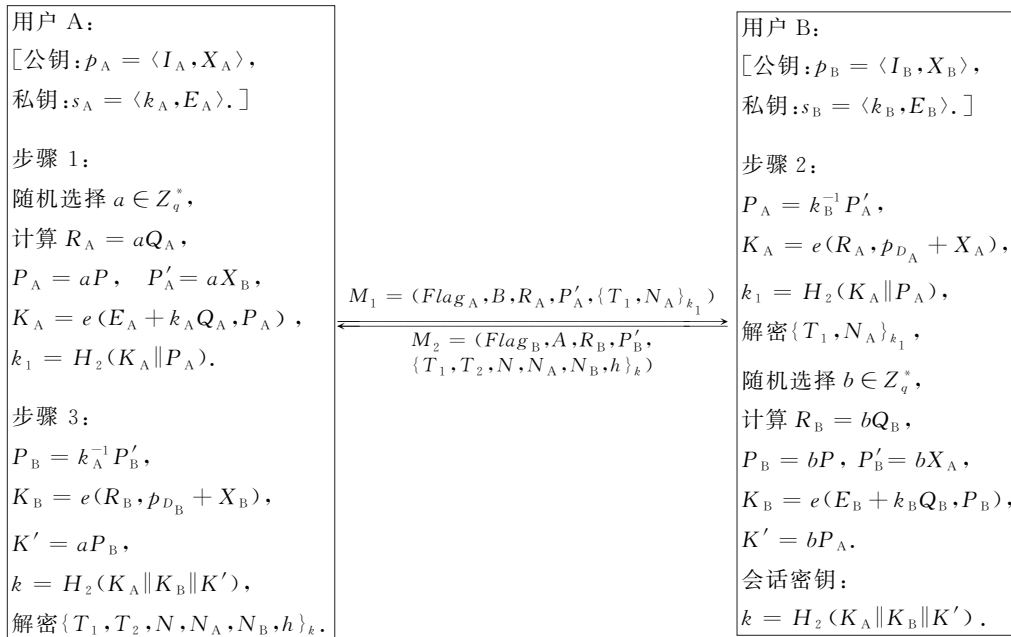 用户 A:
[公钥:p_A = ⟨I_A, X_A⟩,
私钥:s_A = ⟨k_A, E_A⟩. ]
步骤 1:
随机选择 a ∈ Z_q^*,
计算 R_A = aQ_A,
P_A = aP, P′_A = aX_B,
K_A = e(E_A + k_A Q_A, P_A),
k_1 = H_2(K_A‖P_A).
步骤 3:
P_B = k_A^{-1} P′_B,
K_B = e(R_B, p_{D_B} + X_B),
K′ = aP_B,
k = H_2(K_A‖K_B‖K′),
解密{T_1, T_2, N, N_A, N_B, h}_k.
M_1 = (Flag_A, B, R_A, P′_A, {T_1, N_A}_{k_1})
M_2 = (Flag_B, A, R_B, P′_B,
{T_1, T_2, N, N_A, N_B, h}_k)
用户 B:
[公钥:p_B = ⟨I_B, X_B⟩,
私钥:s_B = ⟨k_B, E_B⟩. ]
步骤 2:
P_A = k_B^{-1} P′_A,
K_A = e(R_A, p_{D_A} + X_A),
k_1 = H_2(K_A‖P_A),
解密{T_1, N_A}_{k_1},
随机选择 b ∈ Z_q^*,
计算 R_B = bQ_B,
P_B = bP, P′_B = bX_A,
K_B = e(E_B + k_B Q_B, P_B),
K′ = bP_A.
会话密钥:
k = H_2(K_A‖K_B‖K′).